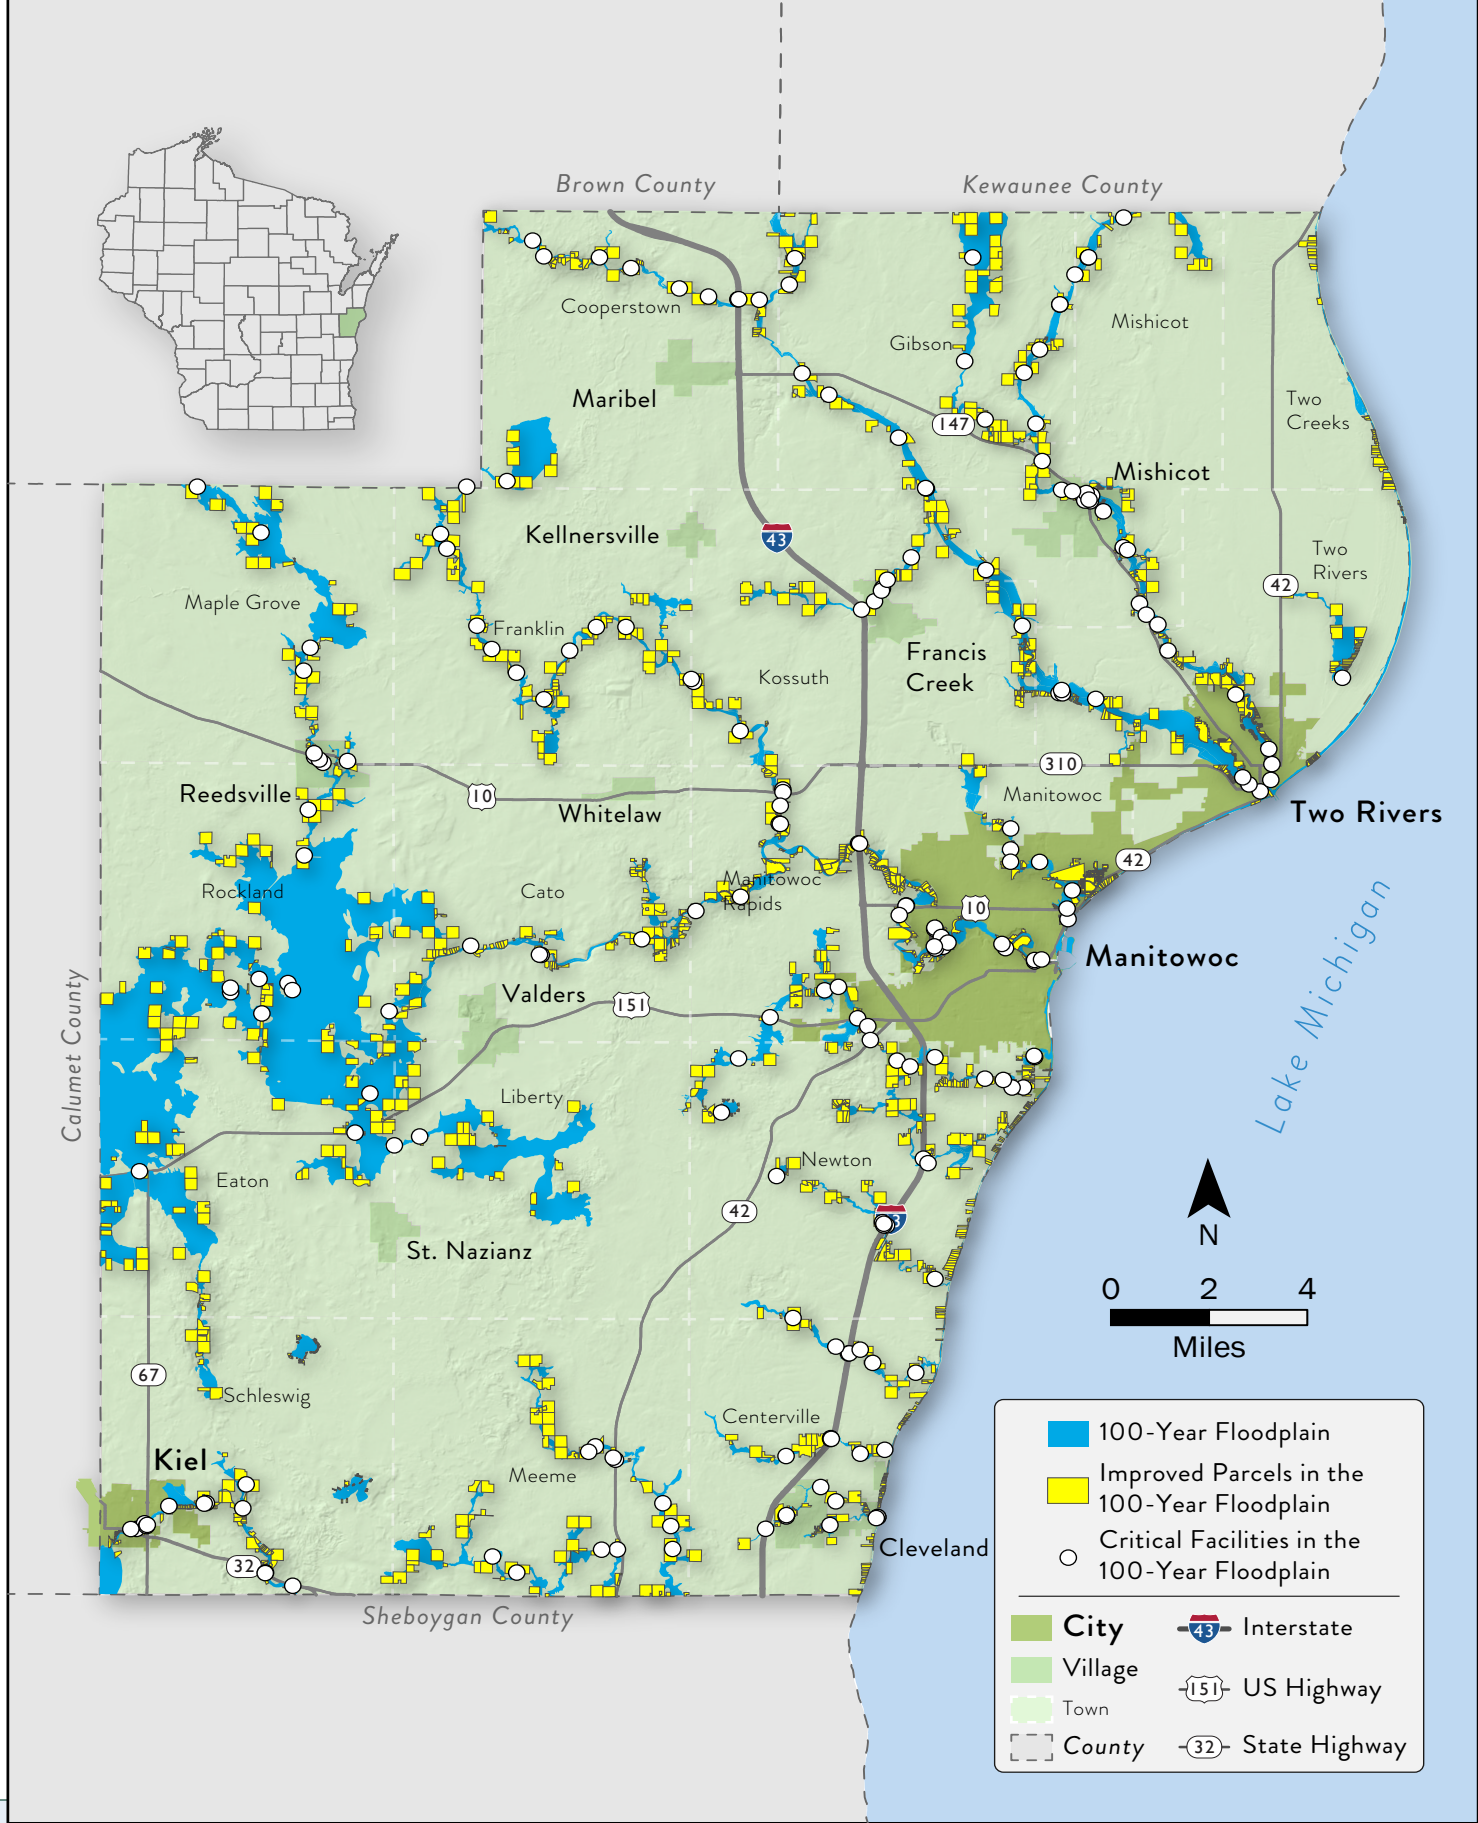 Brown County
Kewaunee County
Cooperstown
Gibson
Mishicot
Maribel
Two
Creeks
147
Mishicot
Kellnersville
43
Two
Rivers
42
Maple Grove
Franklin
Francis
Creek
Kossuth
310
Reedsville
10
Manitowoc
Whitelaw
Two Rivers
42
Rockland
Cato
Manitowoc
Rapids
10
Manitowoc
Valders
151
Lake Michigan
Calumet County
Liberty
Eaton
Newton
42
43
St. Nazianz
N
0 2 4
Miles
67
Schleswig
Centerville
Kiel
Meeme
32
Cleveland
Sheboygan County
100-Year Floodplain
Improved Parcels in the
100-Year Floodplain
Critical Facilities in the
100-Year Floodplain
City
43 Interstate
Village
151 US Highway
Town
County
32 State Highway